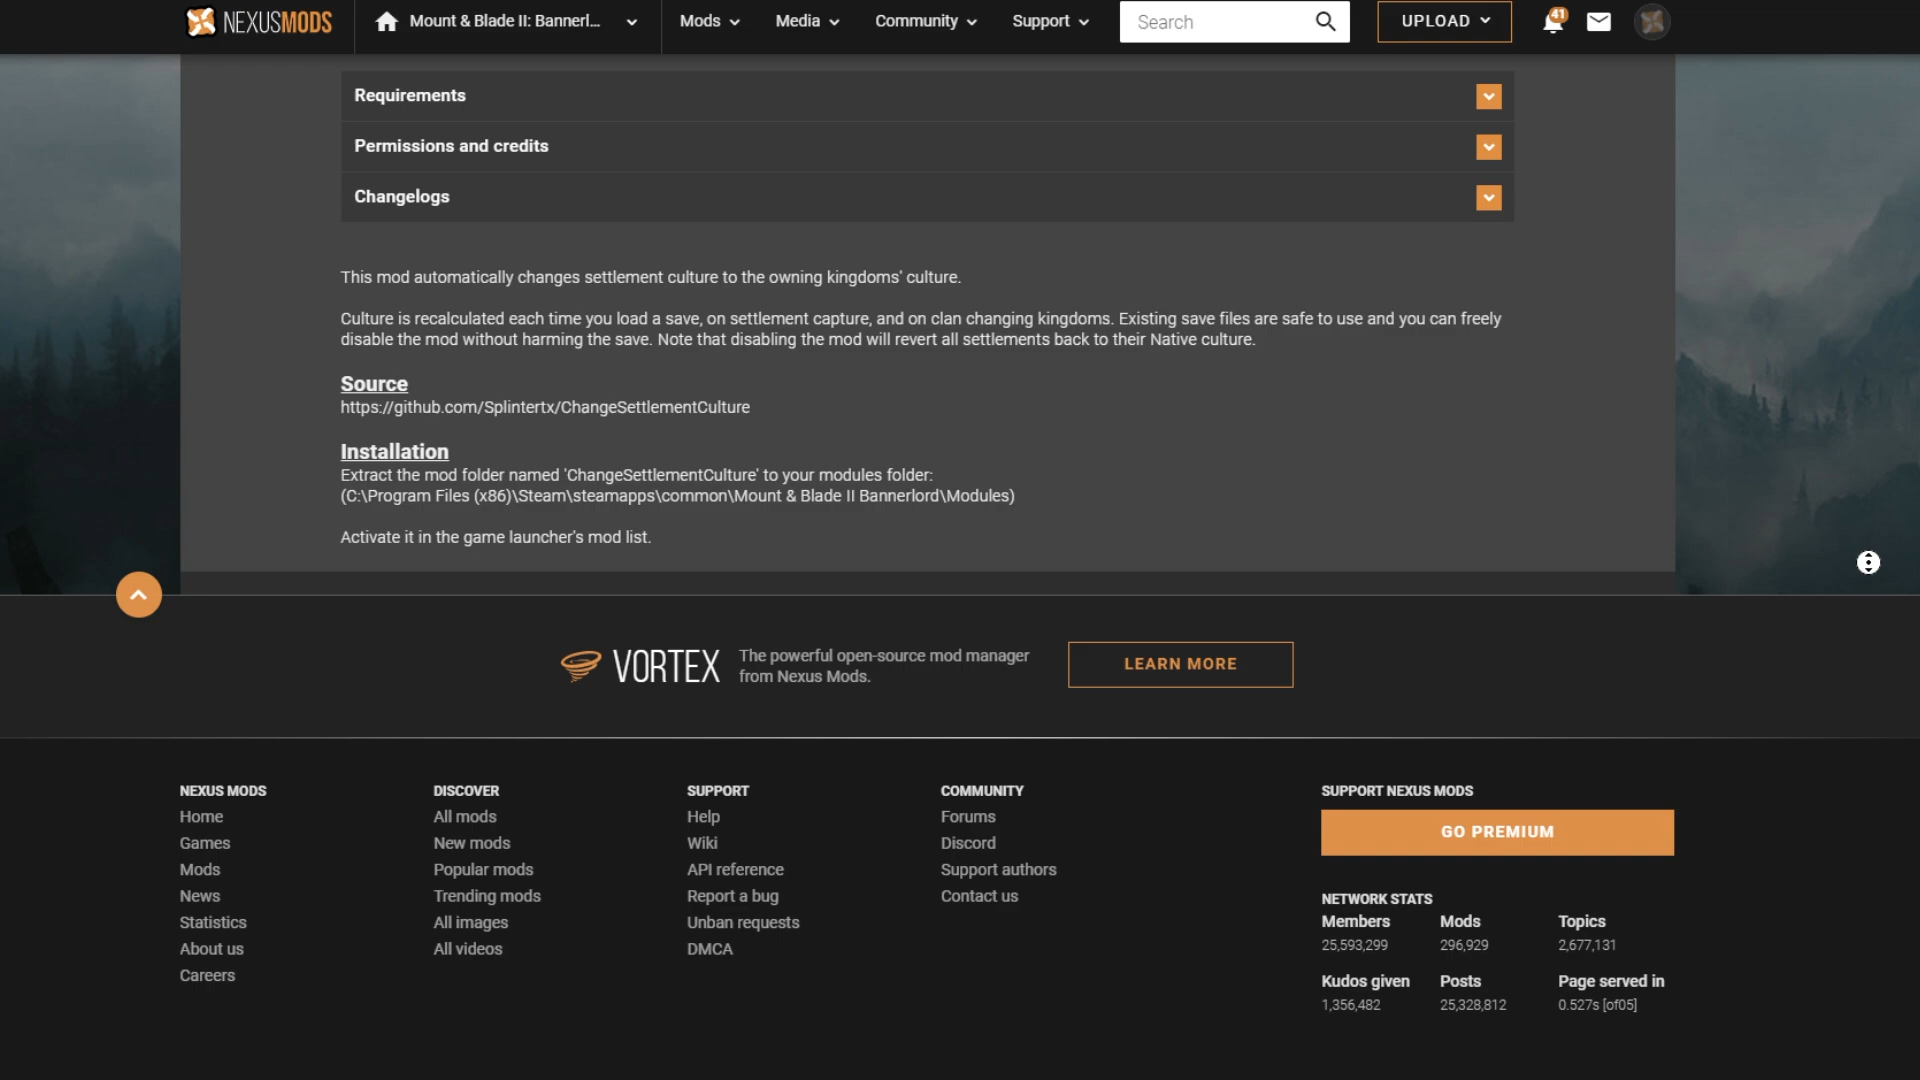 NEXUSMODS
Mount & Blade II: Bannerl...
Mods
Media
Community
Support
Search
UPLOAD
41
Requirements
Permissions and credits
Changelogs
This mod automatically changes settlement culture to the owning kingdoms' culture.
Culture is recalculated each time you load a save, on settlement capture, and on clan changing kingdoms. Existing save files are safe to use and you can freely
disable the mod without harming the save. Note that disabling the mod will revert all settlements back to their Native culture.
Source
https://github.com/Splintertx/ChangeSettlementCulture
Installation
Extract the mod folder named 'ChangeSettlementCulture' to your modules folder:
(C:\Program Files (x86)\Steam\steamapps\common\Mount & Blade II Bannerlord\Modules)
Activate it in the game launcher's mod list.
VORTEX
The powerful open-source mod manager
from Nexus Mods.
LEARN MORE
NEXUS MODS
Home
Games
Mods
News
Statistics
About us
Careers
DISCOVER
All mods
New mods
Popular mods
Trending mods
All images
All videos
SUPPORT
Help
Wiki
API reference
Report a bug
Unban requests
DMCA
COMMUNITY
Forums
Discord
Support authors
Contact us
SUPPORT NEXUS MODS
GO PREMIUM
NETWORK STATS
Members Mods Topics
25,593,299 296,929 2,677,131
Kudos given Posts Page served in
1,356,482 25,328,812 0.527s [of05]